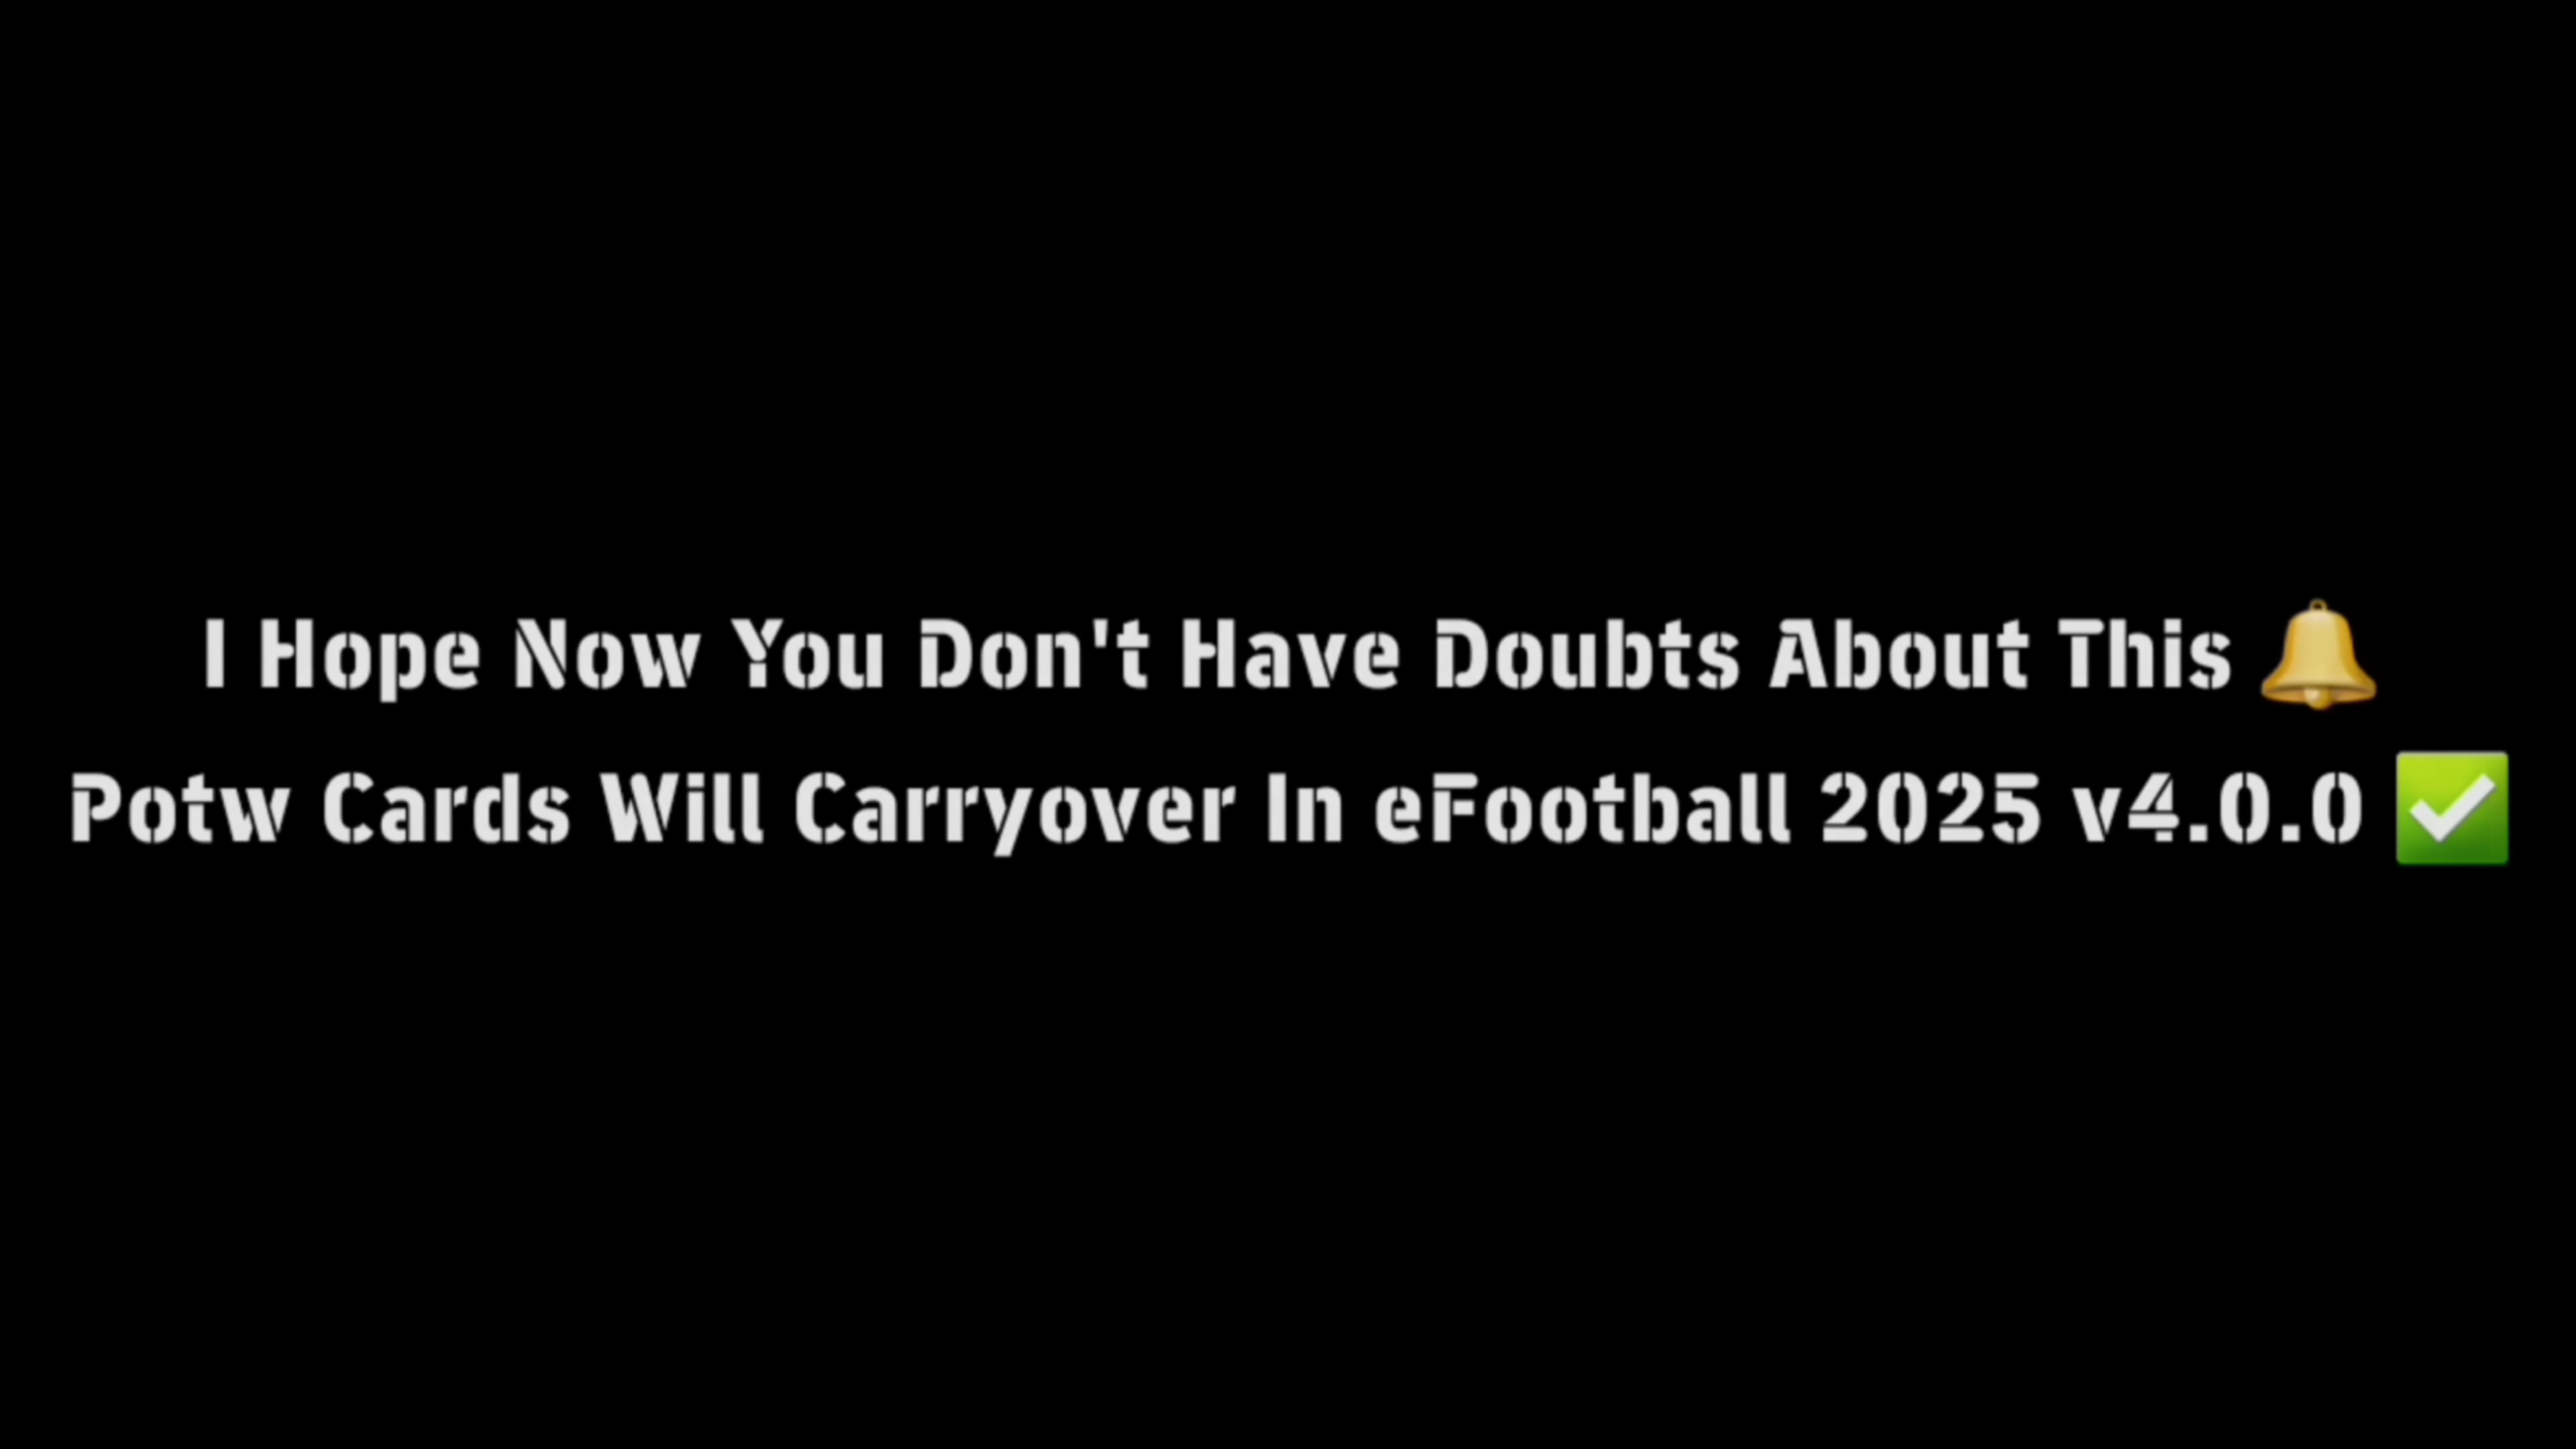 I Hope Now You Don't Have Doubts About This 🔔
Potw Cards Will Carryover In eFootball 2025 v4.0.0 ✅